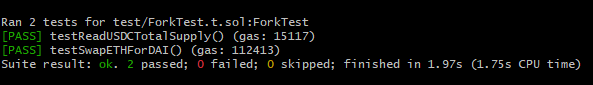 Ran 2 tests for test/ForkTest.t.sol:ForkTest
[PASS] testReadUSDCTotalSupply() (gas: 15117)
[PASS] testSwapETHForDAI() (gas: 112413)
Suite result: ok. 2 passed; 0 failed; 0 skipped; finished in 1.97s (1.75s CPU time)